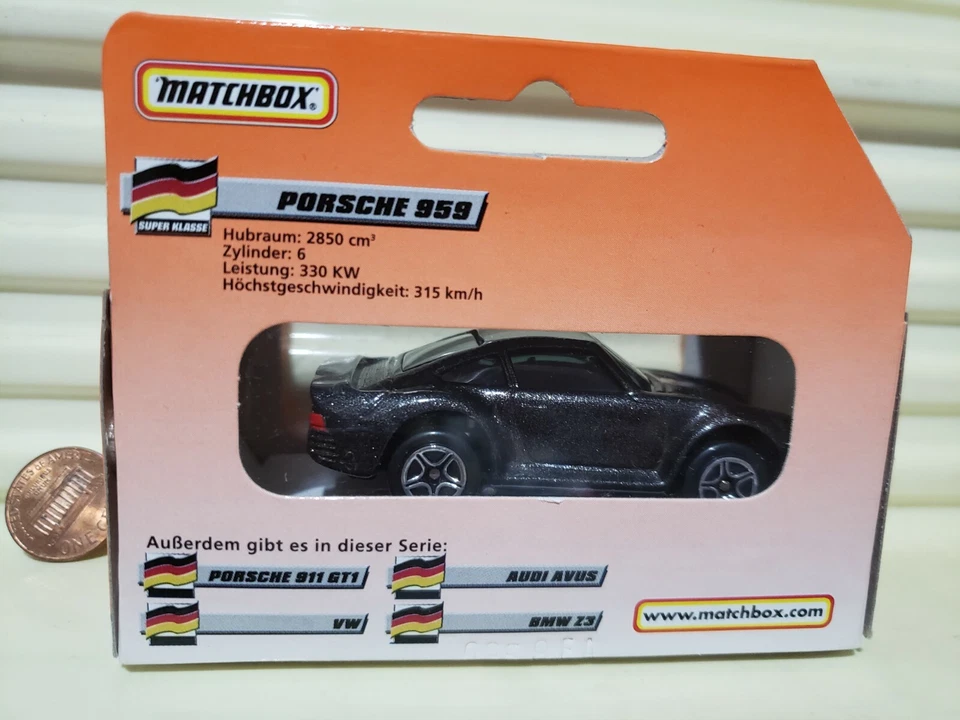 MATCHBOX®
PORSCHE 959
SUPER KLASSE
Hubraum: 2850 cm³
Zylinder: 6
Leistung: 330 KW
Höchstgeschwindigkeit: 315 km/h
Außerdem gibt es in dieser Serie:
PORSCHE 911 GT1
AUDI AVUS
VW
BMW Z3
www.matchbox.com
ONE